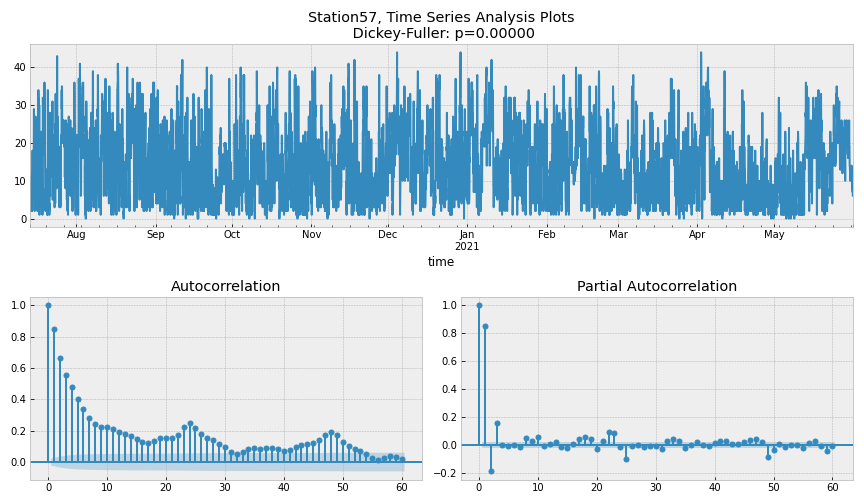 Station57, Time Series Analysis Plots
Dickey-Fuller: p=0.00000
40
30
20
10
0
Aug Sep Oct Nov Dec Jan Feb Mar Apr May
2021
time
Autocorrelation Partial Autocorrelation
1.0
0.8
0.6
0.4
0.2
0.0
0 10 20 30 40 50 60
1.0
0.8
0.6
0.4
0.2
0.0
−0.2
0 10 20 30 40 50 60